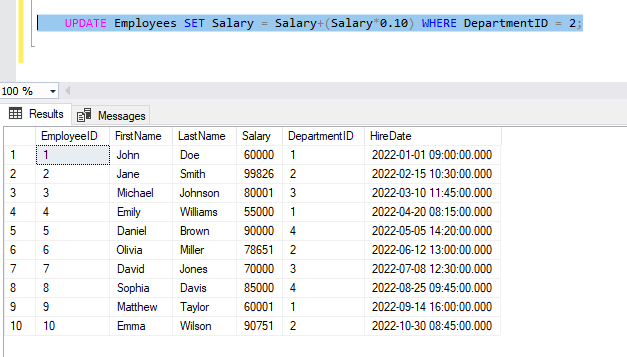 UPDATE Employees SET Salary = Salary+(Salary*0.10) WHERE DepartmentID = 2;
100 %
Results Messages
EmployeeID FirstName LastName Salary DepartmentID HireDate
1 1 John Doe 60000 1 2022-01-01 09:00:00.000
2 2 Jane Smith 99826 2 2022-02-15 10:30:00.000
3 3 Michael Johnson 80001 3 2022-03-10 11:45:00.000
4 4 Emily Williams 55000 1 2022-04-20 08:15:00.000
5 5 Daniel Brown 90000 4 2022-05-05 14:20:00.000
6 6 Olivia Miller 78651 2 2022-06-12 13:00:00.000
7 7 David Jones 70000 3 2022-07-08 12:30:00.000
8 8 Sophia Davis 85000 4 2022-08-25 09:45:00.000
9 9 Matthew Taylor 60001 1 2022-09-14 16:00:00.000
10 10 Emma Wilson 90751 2 2022-10-30 08:45:00.000